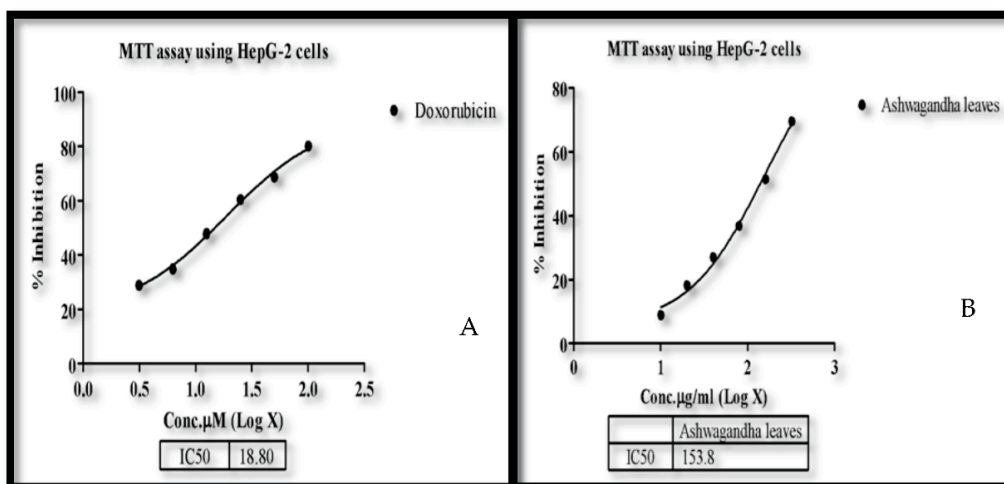 MTT assay using HepG-2 cells
100
80
60
40
20
0
% Inhibition
0.0 0.5 1.0 1.5 2.0 2.5
Conc.µM (Log X)
Doxorubicin
A
IC50 18.80
MTT assay using HepG-2 cells
80
60
40
20
0
% Inhibition
0 1 2 3
Conc.µg/ml (Log X)
Ashwagandha leaves
B
Ashwagandha leaves
IC50 153.8